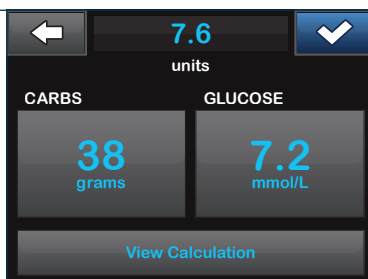 7.6
units
CARBS GLUCOSE
38 7.2
grams mmol/L
View Calculation